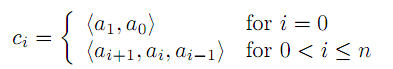 c_i = { ⟨a_1, a_0⟩ for i = 0
⟨a_{i+1}, a_i, a_{i−1}⟩ for 0 < i ≤ n